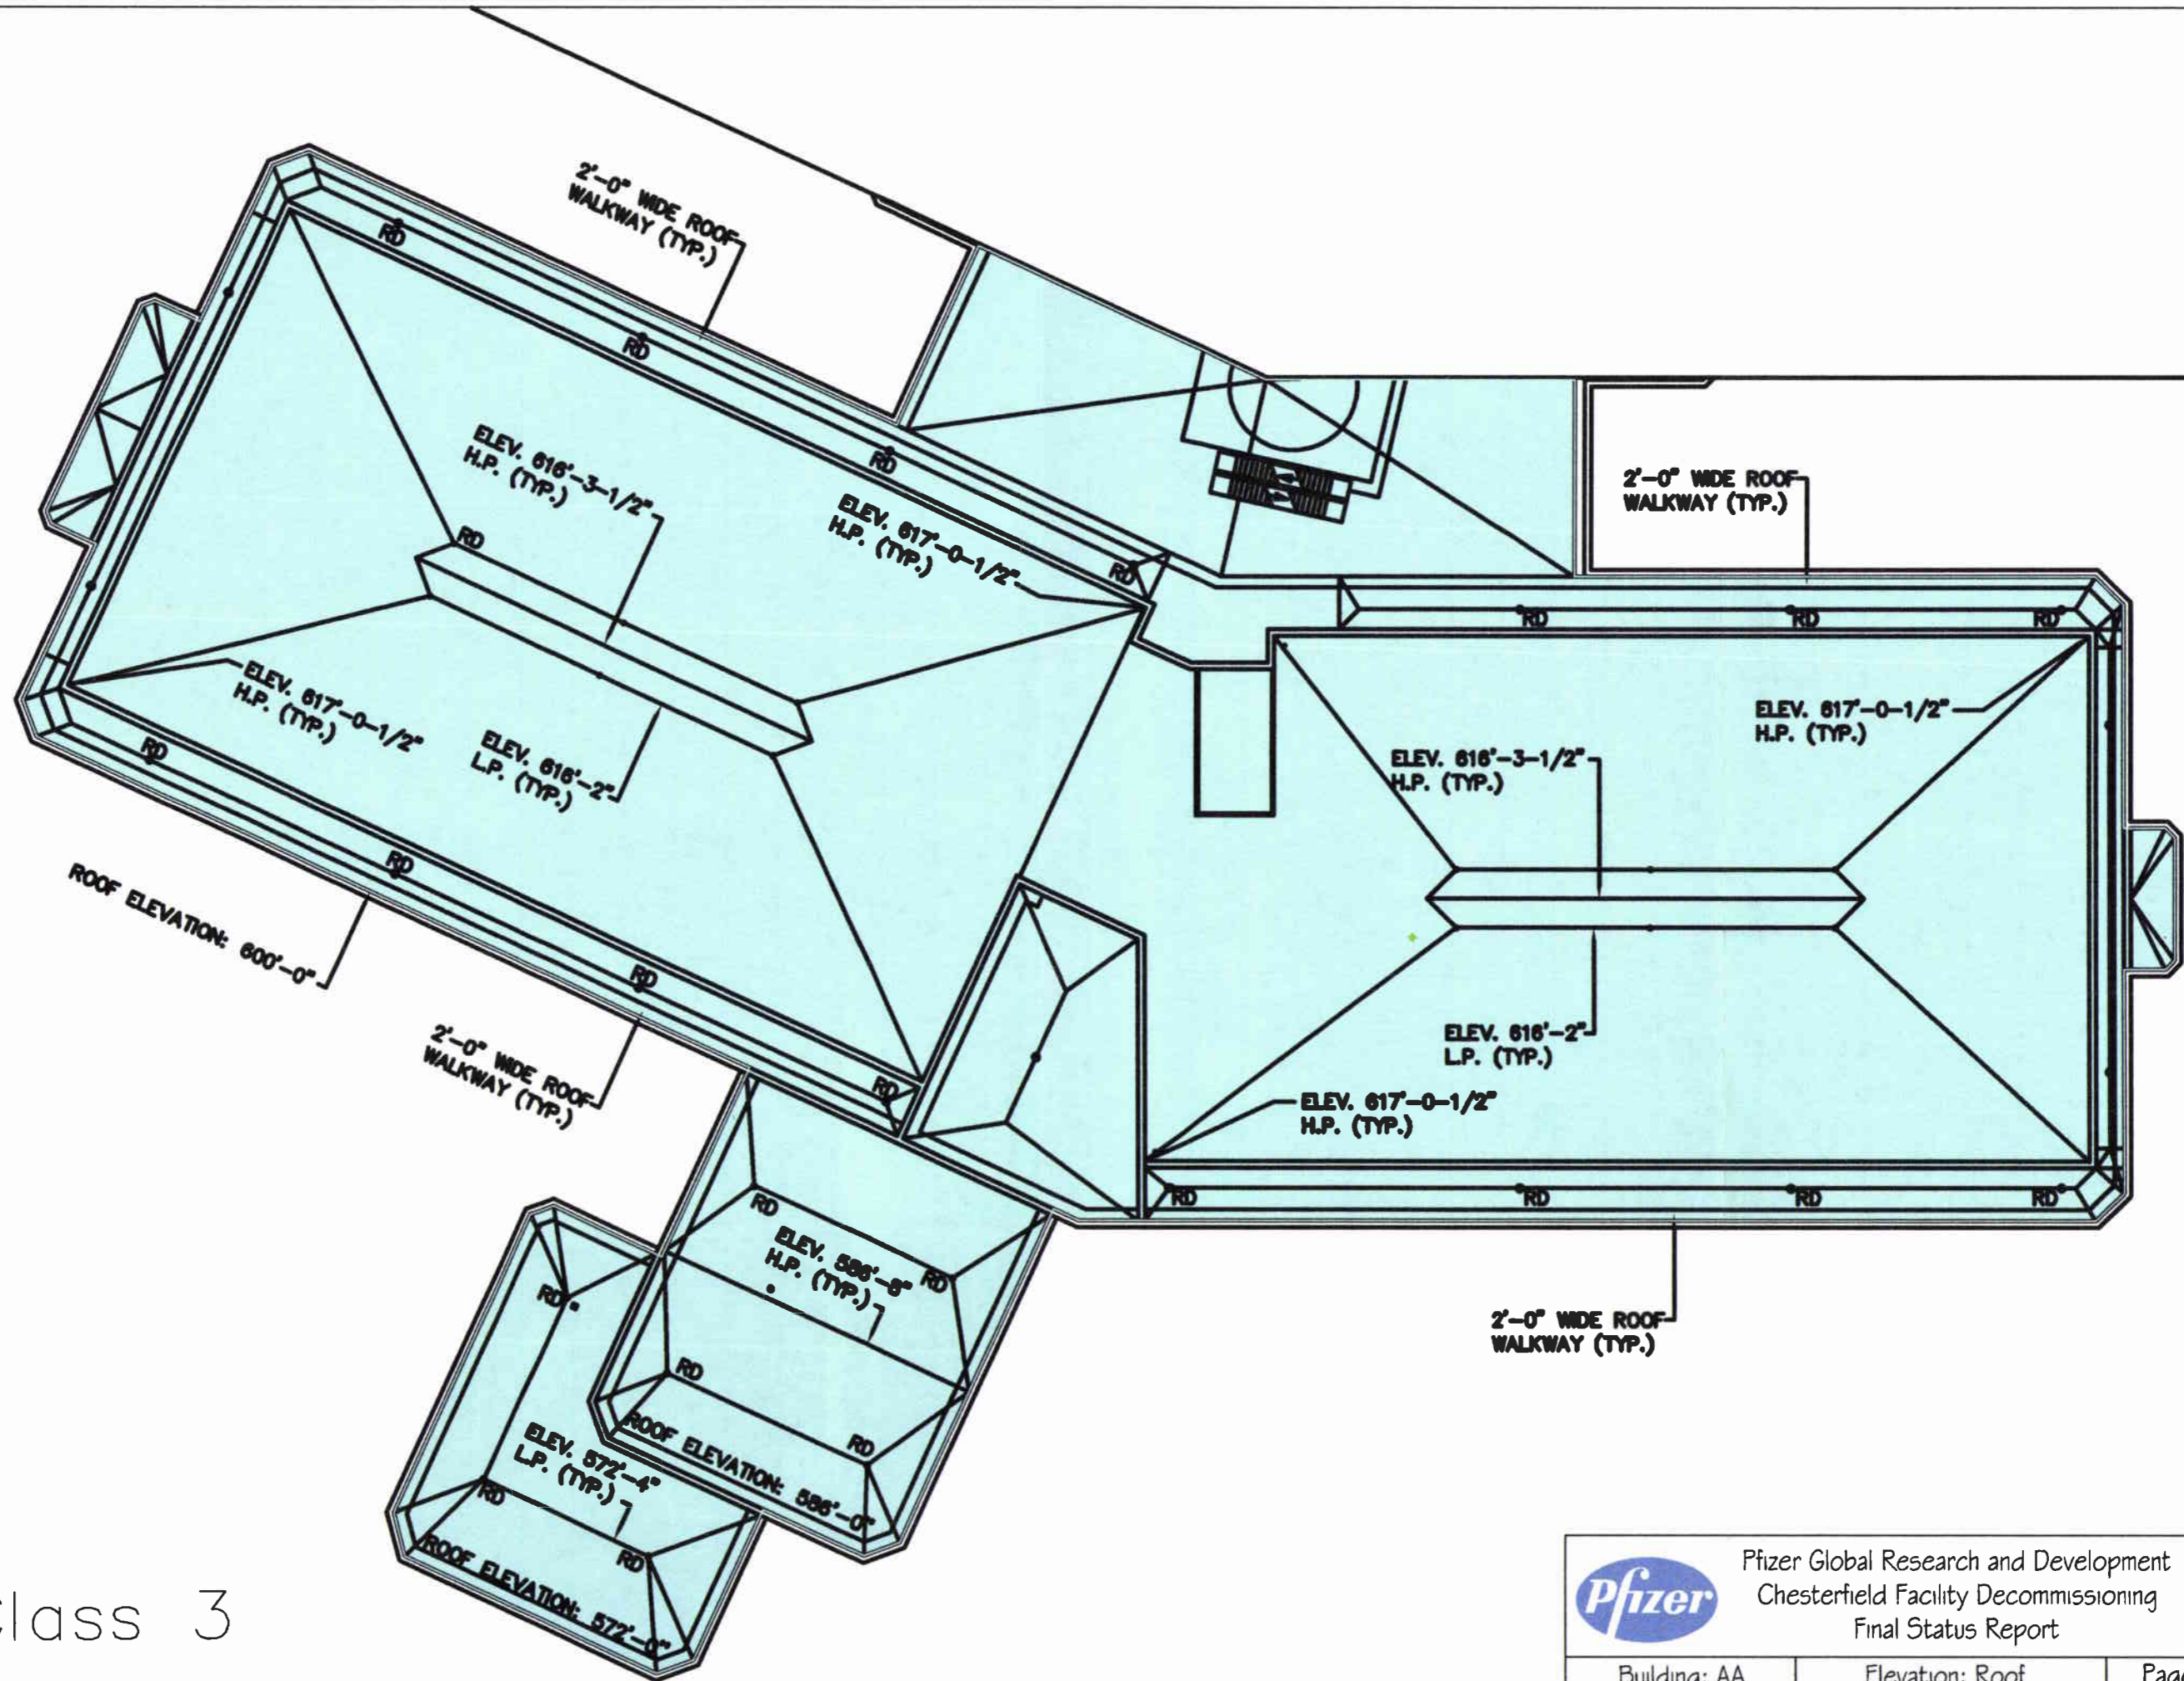 2'-0" WIDE ROOF
WALKWAY (TYP.)
RD
RD
RD
RD
ELEV. 616'-3-1/2"
H.P. (TYP.)
ELEV. 617'-0-1/2"
H.P. (TYP.)
RD
ELEV. 617'-0-1/2"
H.P. (TYP.)
ELEV. 616'-2"
L.P. (TYP.)
RD
RD
RD
RD
ROOF ELEVATION: 600'-0"
2'-0" WIDE ROOF
WALKWAY (TYP.)
2'-0" WIDE ROOF
WALKWAY (TYP.)
RD
RD
RD
ELEV. 617'-0-1/2"
H.P. (TYP.)
ELEV. 616'-3-1/2"
H.P. (TYP.)
ELEV. 616'-2"
L.P. (TYP.)
ELEV. 617'-0-1/2"
H.P. (TYP.)
RD
RD
RD
RD
2'-0" WIDE ROOF
WALKWAY (TYP.)
RD
RD
ELEV. 586'-8"
H.P. (TYP.)
RD
RD
ROOF ELEVATION: 586'-0"
RD
RD
RD
ELEV. 572'-4"
L.P. (TYP.)
ROOF ELEVATION: 572'-0"
Class 3
Pfizer
Pfizer Global Research and Development
Chesterfield Facility Decommissioning
Final Status Report
Building: AA
Elevation: Roof
Page